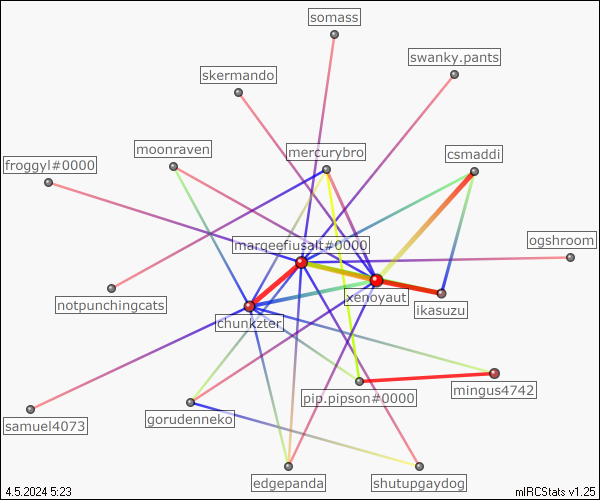 somass
swanky.pants
skermando
moonraven
mercurybro
csmaddi
froggyl#0000
marqeefiusalt#0000
ogshroom
notpunchingcats
xenoyaut
ikasuzu
chunkzter
mingus4742
pip.pipson#0000
samuel4073
gorudenneko
edgepanda
shutupgaydog
4.5.2024 5:23
mIRCStats v1.25